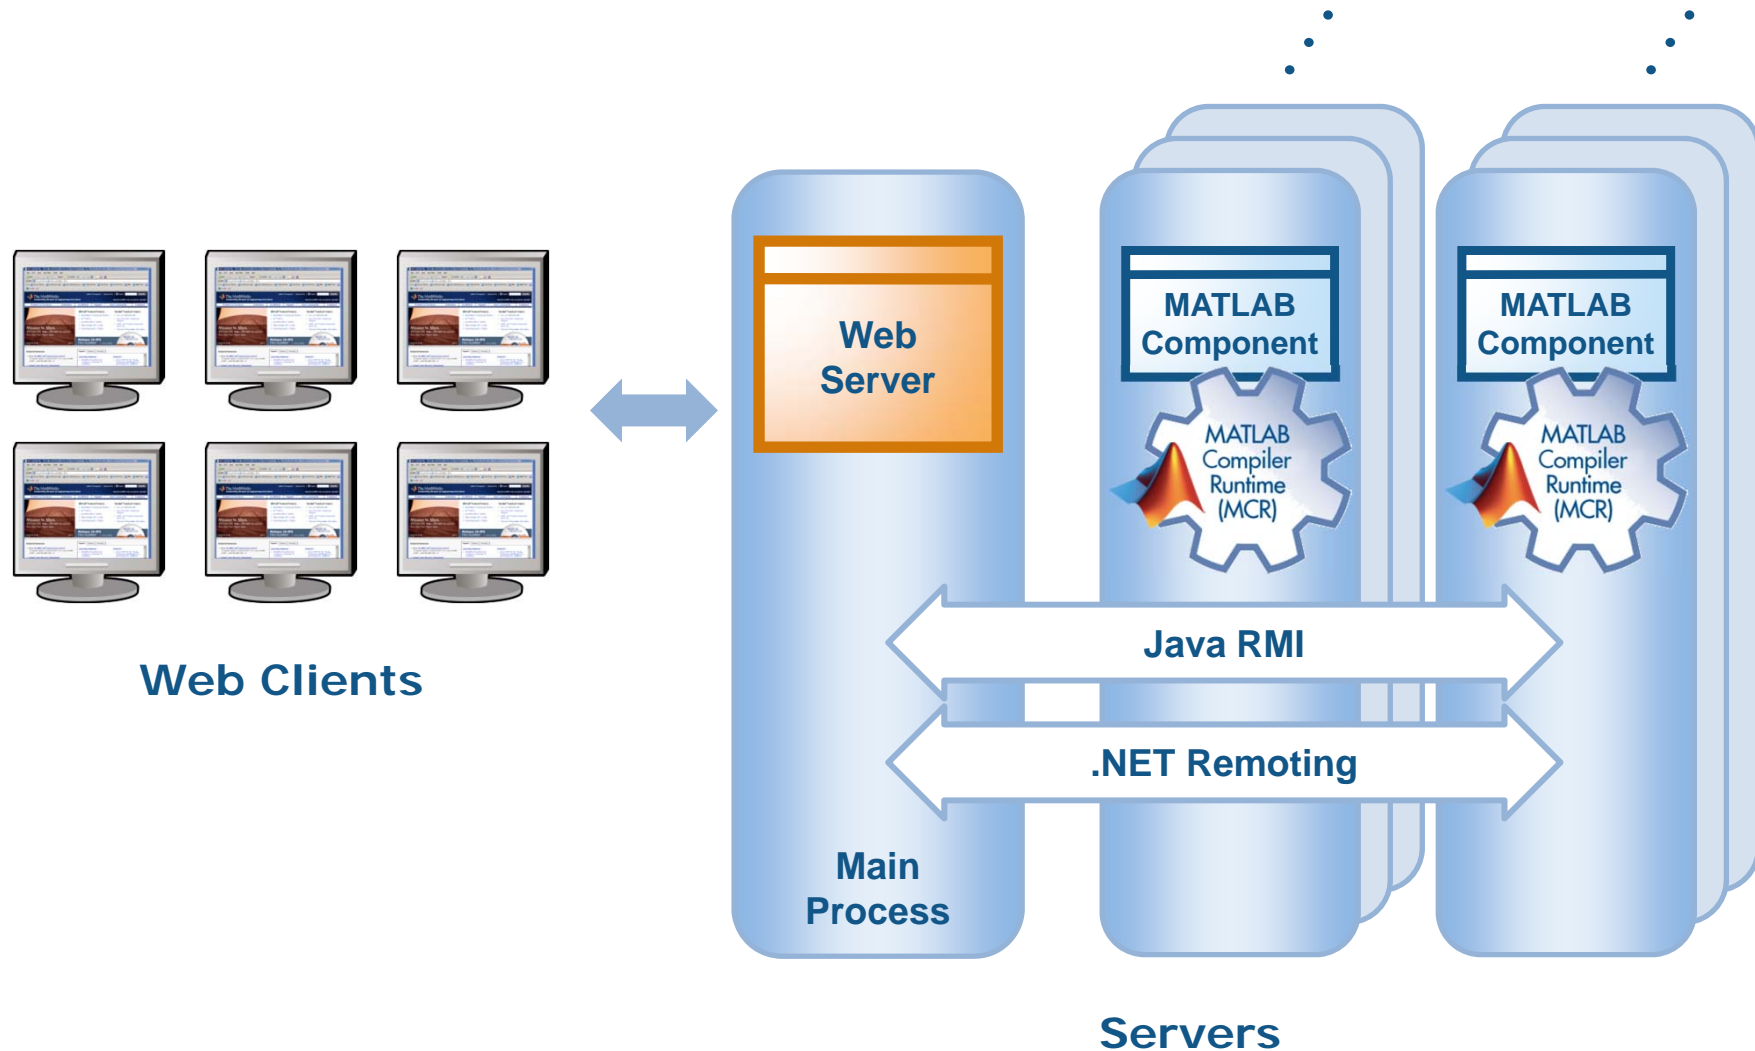 Web
Server
MATLAB
Component
MATLAB
Component
MATLAB
Compiler
Runtime
(MCR)
MATLAB
Compiler
Runtime
(MCR)
Java RMI
Web Clients
.NET Remoting
Main
Process
Servers